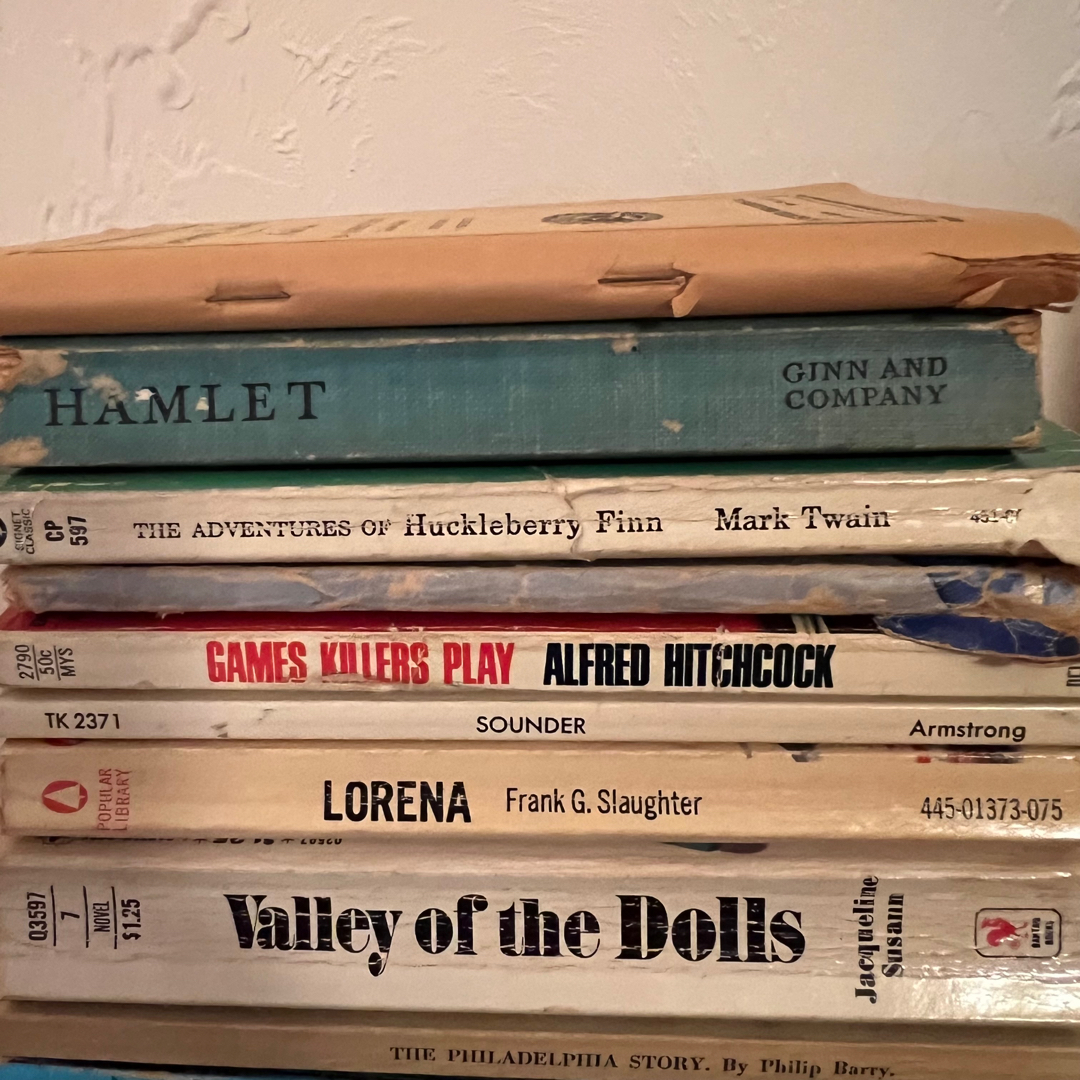 HAMLET
GINN AND
COMPANY
SIGNET
CLASSIC
CP
597
THE ADVENTURES OF Huckleberry Finn
Mark Twain
2790
50c
MYS
GAMES KILLERS PLAY
ALFRED HITCHCOCK
TK 2371
SOUNDER
Armstrong
POPULAR
LIBRARY
LORENA
Frank G. Slaughter
445-01373-075
Q3597
7
NOVEL
$1.25
Valley of the Dolls
Jacqueline
Susann
BANTAM
BOOKS
THE PHILADELPHIA STORY. By Philip Barry.